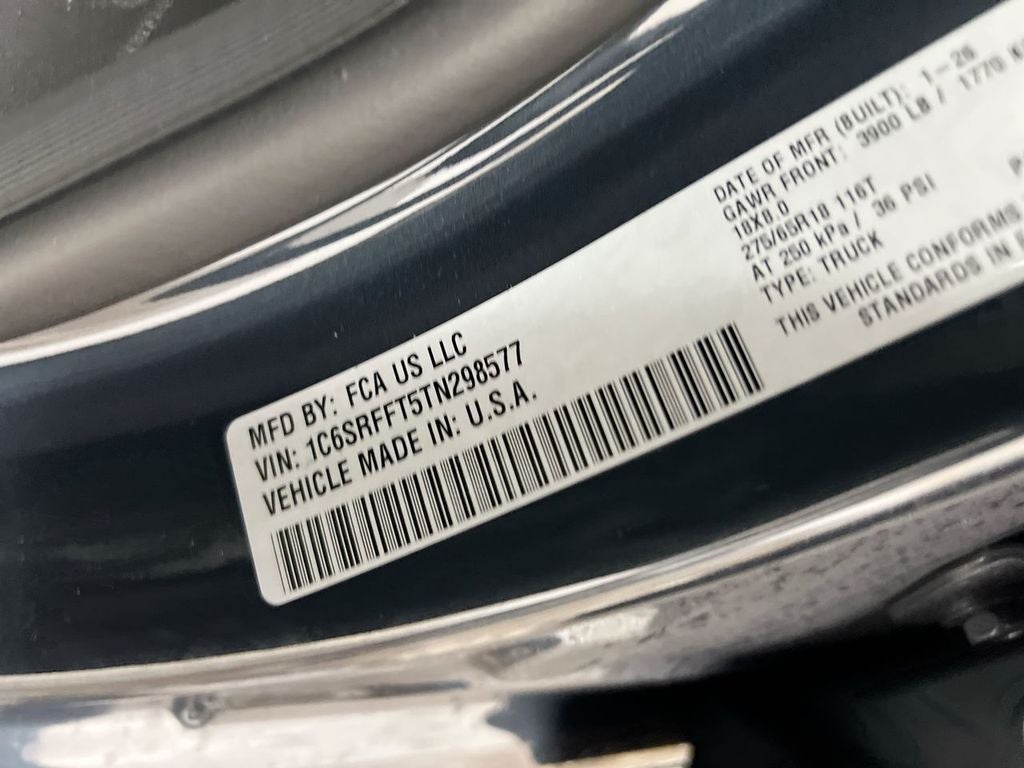 MFD BY: FCA US LLC
VIN: 1C6SRFFT5TN298577
VEHICLE MADE IN: U.S.A.
DATE OF MFR (BUILT): 1-26
GAWR FRONT: 3900 LB / 1770
18X8.0
275/65R18 116T
AT 250 kPa / 36 PSI
TYPE: TRUCK
THIS VEHICLE CONFORMS
STANDARDS IN